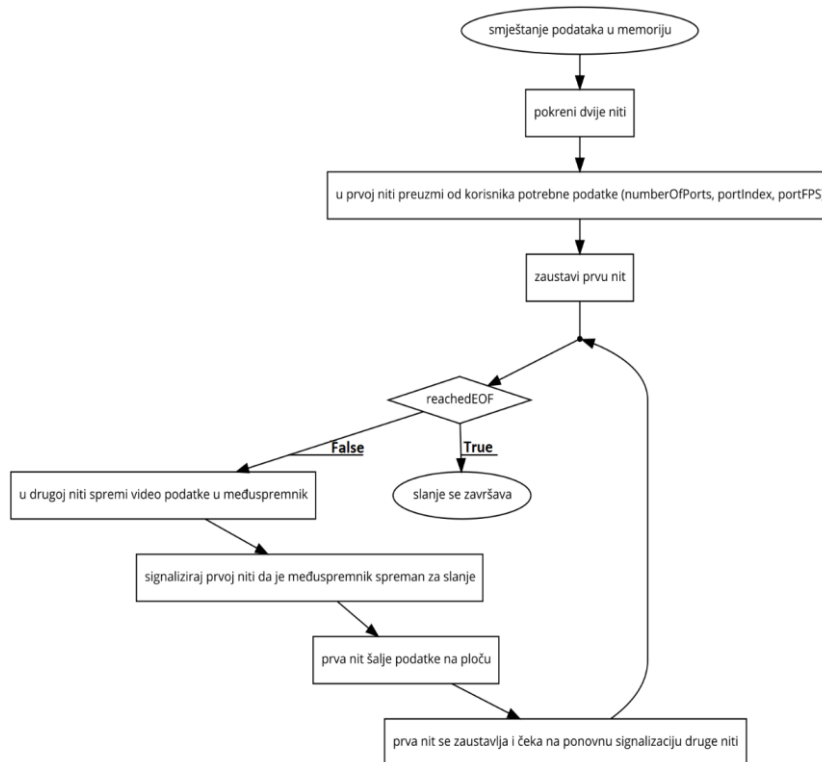 smještanje podataka u memoriju
pokreni dvije niti
u prvoj niti preuzmi od korisnika potrebne podatke (numberOfPorts, portIndex, portFPS)
zaustavi prvu nit
reachedEOF
False
True
u drugoj niti spremi video podatke u međuspremnik
slanje se završava
signaliziraj prvoj niti da je međuspremnik spreman za slanje
prva nit šalje podatke na ploču
prva nit se zaustavlja i čeka na ponovnu signalizaciju druge niti